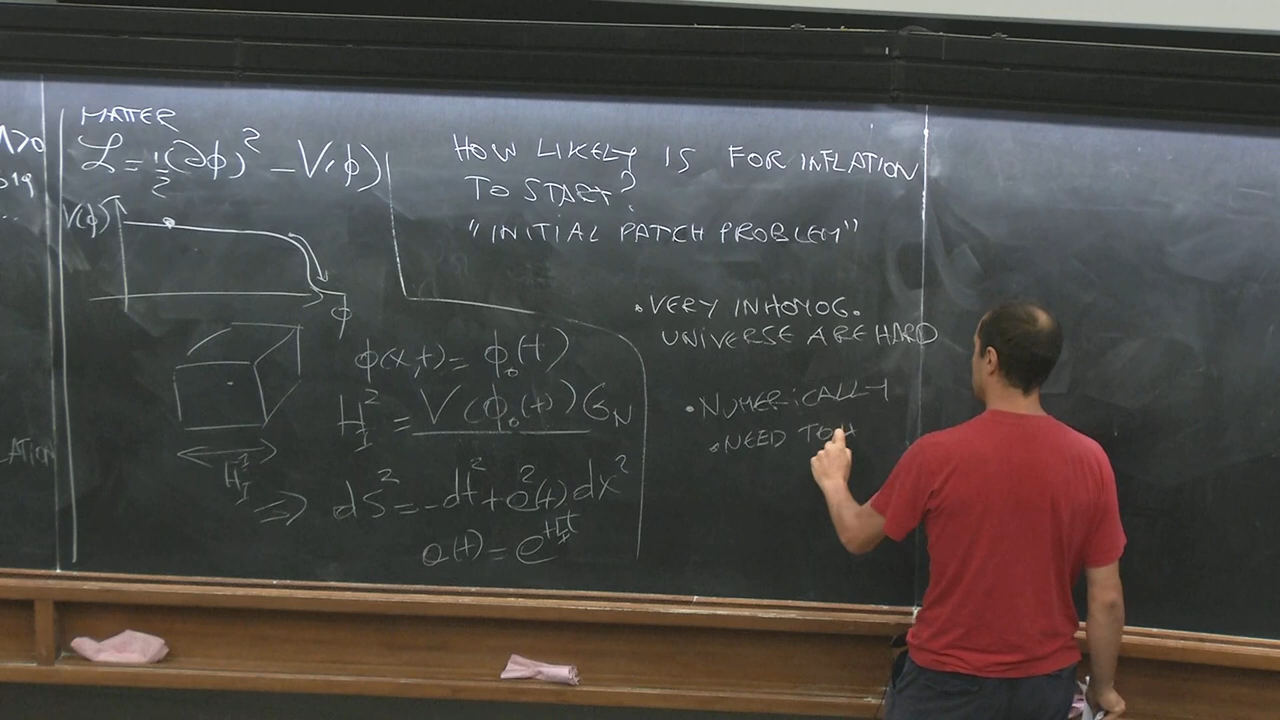 Λ>0
MATTER
ℒ = ½(∂φ)² − V(φ)
V(φ)
φ
H_I⁻¹
φ(x,t) = φ₀(t)
H_I² = V(φ₀(t)) G_N
⇒ dS² = −dt² + a²(t) dx²
a(t) = e^{H_I t}
HOW LIKELY IS FOR INFLATION
TO START?
"INITIAL PATCH PROBLEM"
• VERY INHOMOG.
UNIVERSE ARE HARD
• NUMERICALLY
• NEED TO